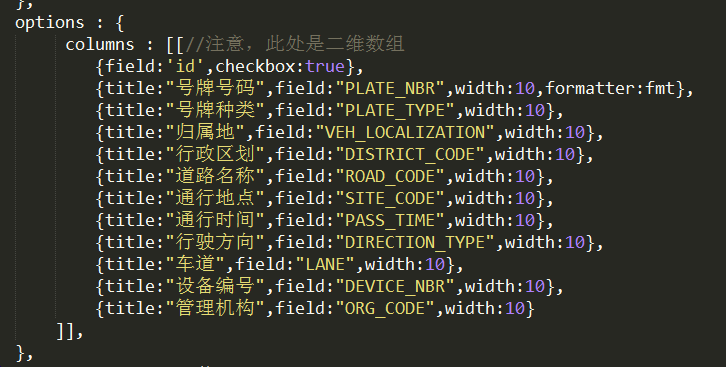 },
options : {
columns : [[//注意，此处是二维数组
{field:'id',checkbox:true},
{title:"号牌号码",field:"PLATE_NBR",width:10,formatter:fmt},
{title:"号牌种类",field:"PLATE_TYPE",width:10},
{title:"归属地",field:"VEH_LOCALIZATION",width:10},
{title:"行政区划",field:"DISTRICT_CODE",width:10},
{title:"道路名称",field:"ROAD_CODE",width:10},
{title:"通行地点",field:"SITE_CODE",width:10},
{title:"通行时间",field:"PASS_TIME",width:10},
{title:"行驶方向",field:"DIRECTION_TYPE",width:10},
{title:"车道",field:"LANE",width:10},
{title:"设备编号",field:"DEVICE_NBR",width:10},
{title:"管理机构",field:"ORG_CODE",width:10}
]],
},